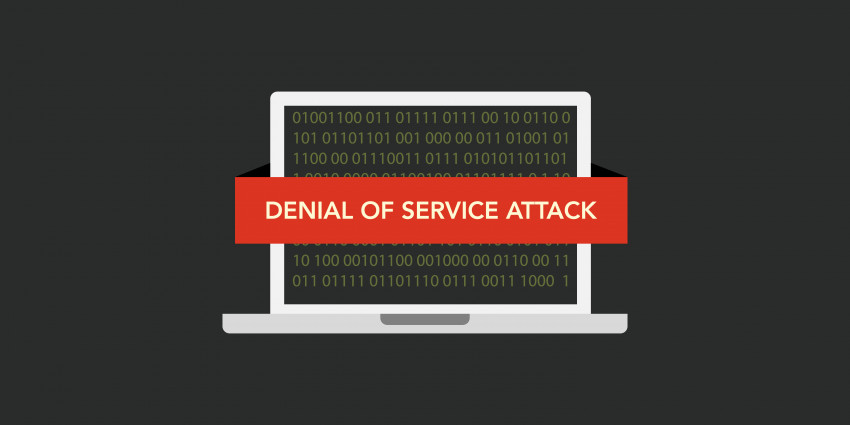 01001100 011 01111 0111 00 10 0110 0
101 01101101 001 000 00 011 01001 01
1100 00 01110011 0111 010101101101
DENIAL OF SERVICE ATTACK
10 100 00101100 001000 00 0110 00 11
011 01111 01101110 0111 0011 1000 1